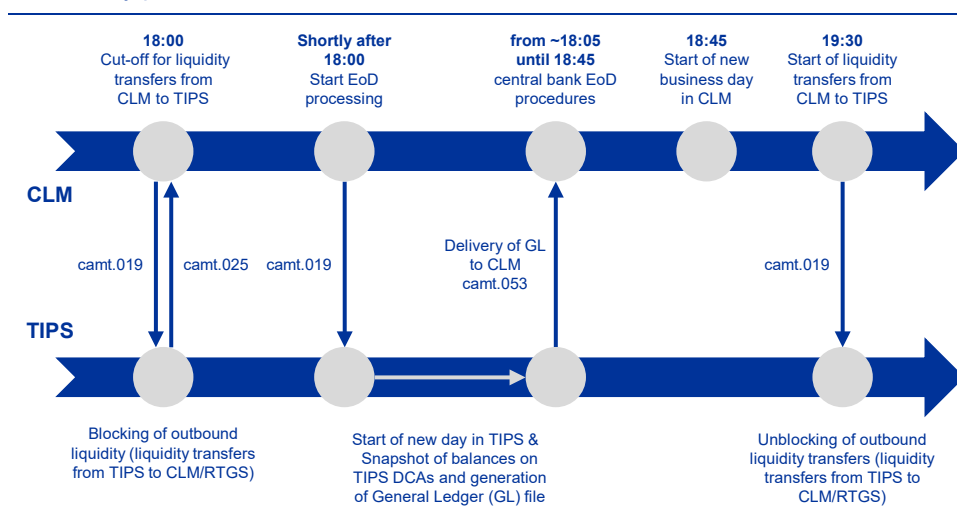 18:00
Cut-off for liquidity
transfers from
CLM to TIPS
Shortly after
18:00
Start EoD
processing
from ~18:05
until 18:45
central bank EoD
procedures
18:45
Start of new
business day
in CLM
19:30
Start of liquidity
transfers from
CLM to TIPS
CLM
camt.019
camt.025
camt.019
Delivery of GL
to CLM
camt.053
camt.019
TIPS
Blocking of outbound
liquidity (liquidity transfers
from TIPS to CLM/RTGS)
Start of new day in TIPS &
Snapshot of balances on
TIPS DCAs and generation
of General Ledger (GL) file
Unblocking of outbound
liquidity transfers (liquidity
transfers from TIPS to
CLM/RTGS)